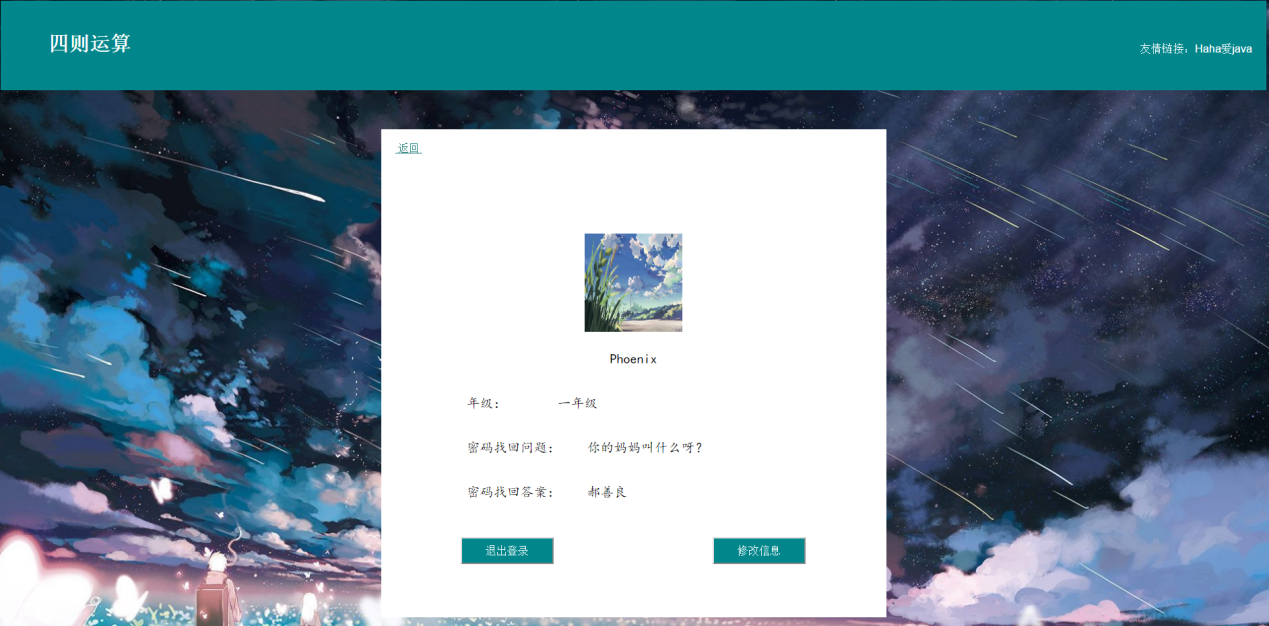 四则运算
友情链接：Haha爱java
返回
Phoenix
年级： 一年级
密码找回问题： 你的妈妈叫什么呀？
密码找回答案： 郝善良
退出登录 修改信息